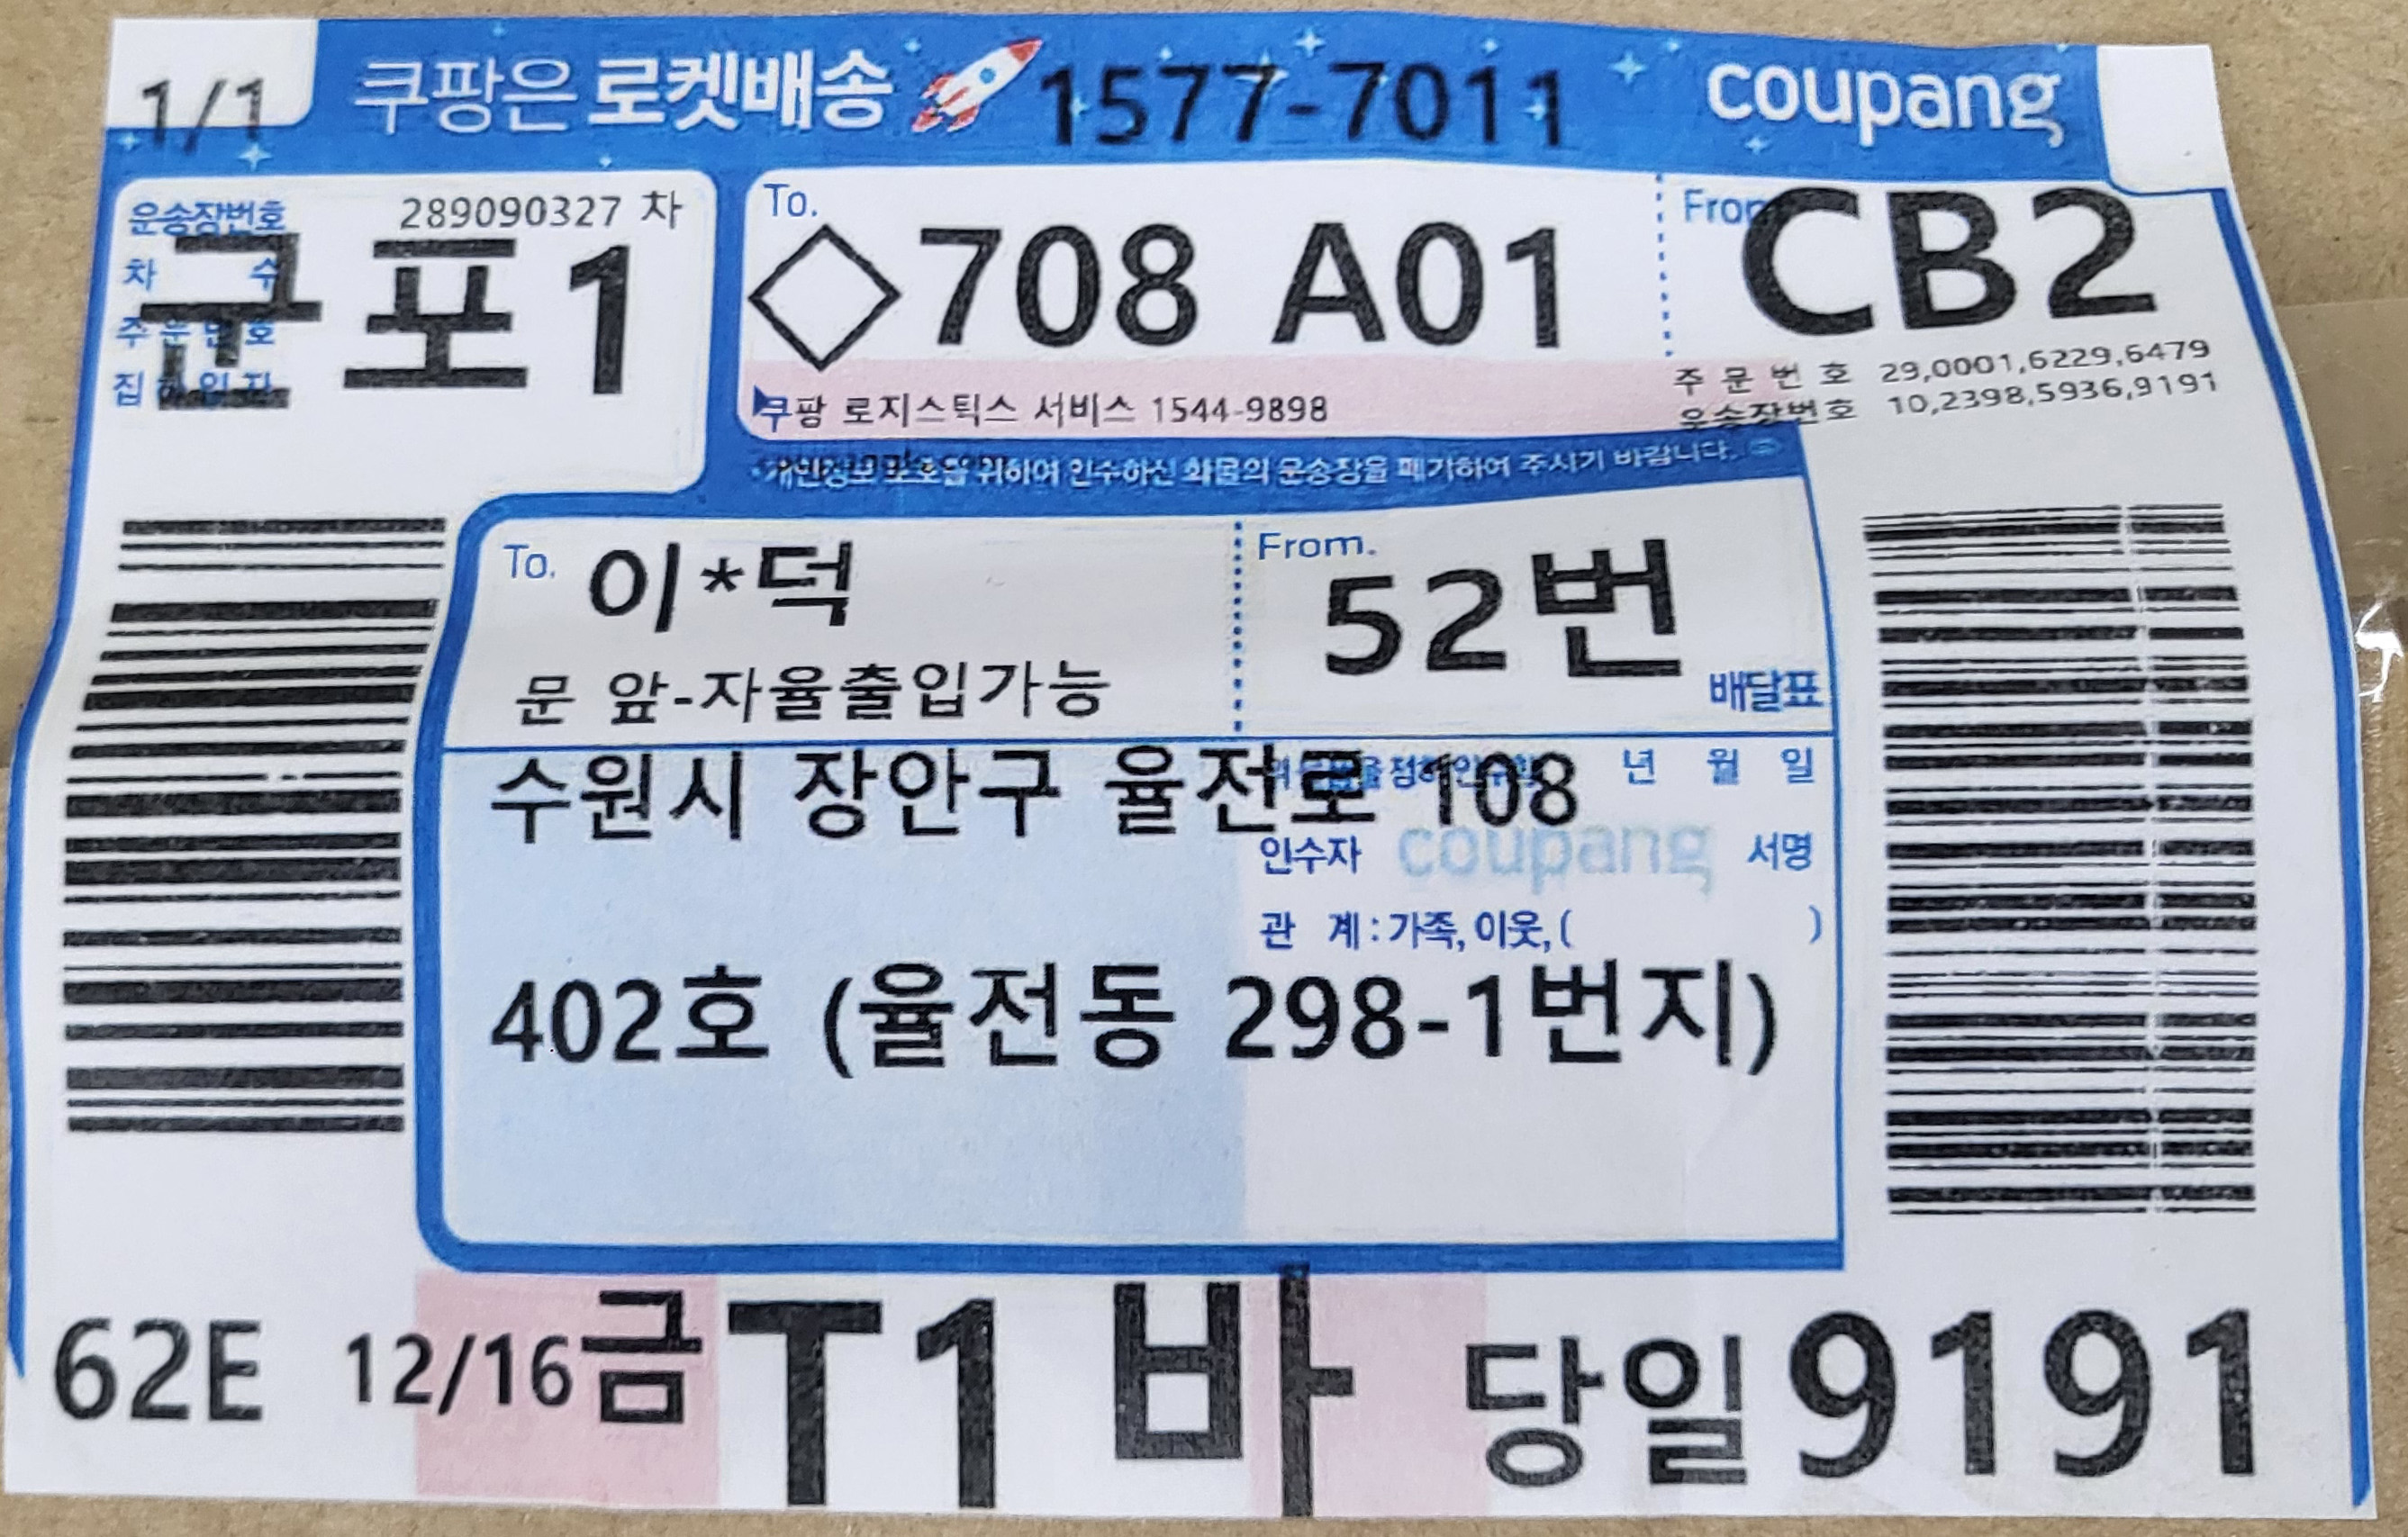 1/1
쿠팡은 로켓배송 1577-7011 coupang
운송장번호 289090327 차
차 수
주문번호
집하일자
군포1
To.
◇708 A01
From
CB2
쿠팡 로지스틱스 서비스 1544-9898
주 문 번 호 29,0001,6229,6479
운송장번호 10,2398,5936,9191
개인정보 보호를 위하여 인수하신 화물의 운송장을 폐기하여 주시기 바랍니다.
To. 이*덕
문 앞-자율출입가능
From.
52번
배달표
수원시 장안구 율전로 108
년 월 일
인수자 coupang 서명
관 계 : 가족, 이웃, ( )
402호 (율전동 298-1번지)
62E 12/16금 T1 바 당일 9191